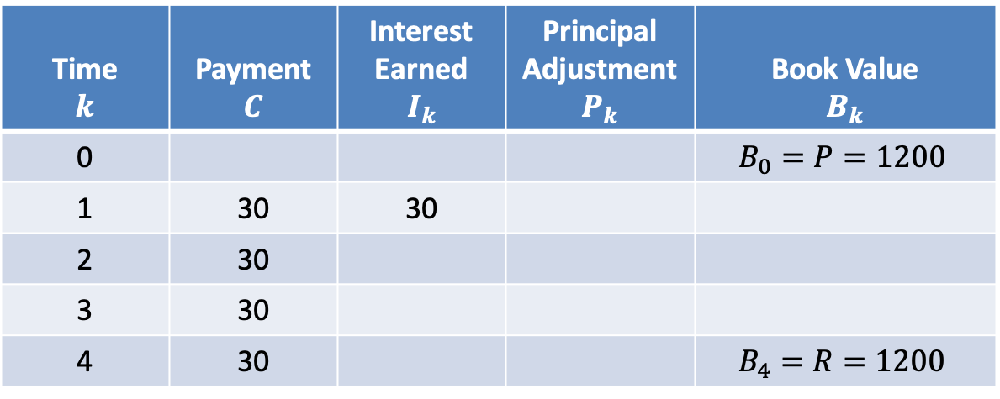 Time k Payment C Interest Earned I_k Principal Adjustment P_k Book Value B_k
0 B_0 = P = 1200
1 30 30
2 30
3 30
4 30 B_4 = R = 1200